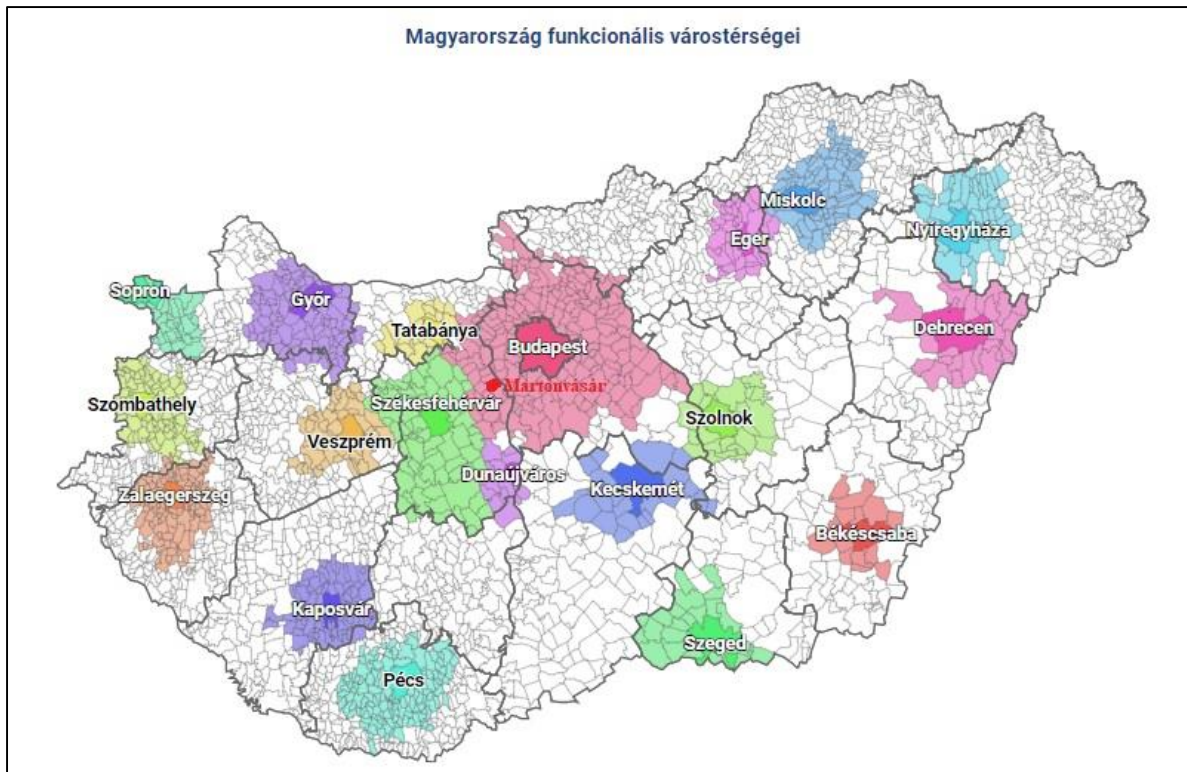 Magyarország funkcionális várostérségei
Miskolc
Nyíregyháza
Eger
Sopron
Győr
Tatabánya
Budapest
Debrecen
Martonvásár
Szombathely
Székesfehérvár
Szolnok
Veszprém
Dunaújváros
Kecskemét
Zalaegerszeg
Békéscsaba
Kaposvár
Szeged
Pécs